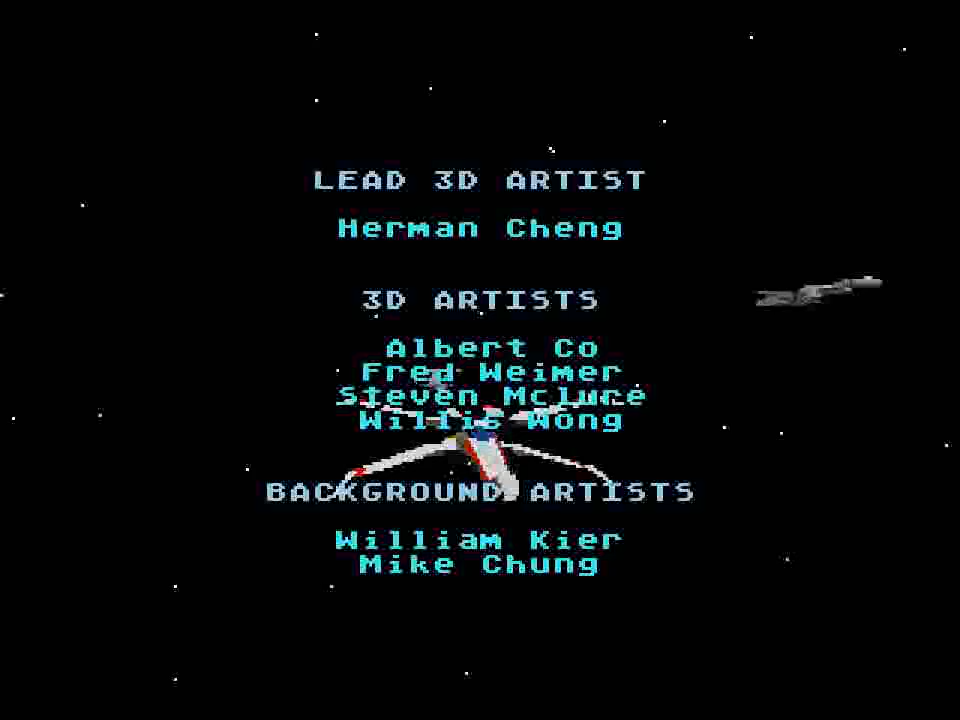 LEAD 3D ARTIST
Herman Cheng
3D ARTISTS
Albert Co
Fred Weimer
Steven Mclure
Willis Wong
BACKGROUND ARTISTS
William Kier
Mike Chung